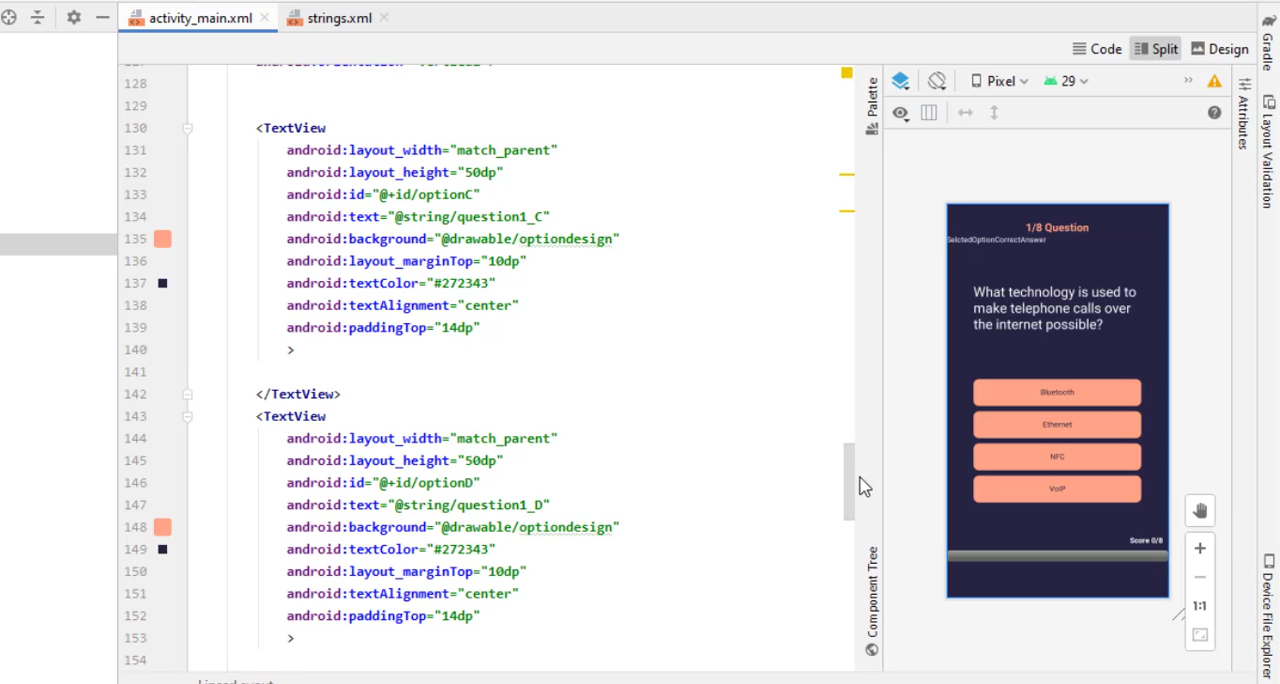 activity_main.xml
strings.xml
Code
Split
Design
128
129
130 <TextView
131 android:layout_width="match_parent"
132 android:layout_height="50dp"
133 android:id="@+id/optionC"
134 android:text="@string/question1_C"
135 android:background="@drawable/optiondesign"
136 android:layout_marginTop="10dp"
137 android:textColor="#272343"
138 android:textAlignment="center"
139 android:paddingTop="14dp"
140 >
141
142 </TextView>
143 <TextView
144 android:layout_width="match_parent"
145 android:layout_height="50dp"
146 android:id="@+id/optionD"
147 android:text="@string/question1_D"
148 android:background="@drawable/optiondesign"
149 android:textColor="#272343"
150 android:layout_marginTop="10dp"
151 android:textAlignment="center"
152 android:paddingTop="14dp"
153 >
154
Palette
Component Tree
Pixel
29
1/8 Question
SelctedOptionCorrectAnswer
What technology is used to
make telephone calls over
the internet possible?
Bluetooth
Ethernet
NFC
VoIP
Score 0/8
1:1
Attributes
Gradle
Layout Validation
Device File Explorer